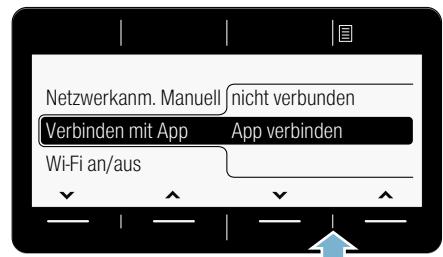 Netzwerkanm. Manuell nicht verbunden
Verbinden mit App App verbinden
Wi-Fi an/aus